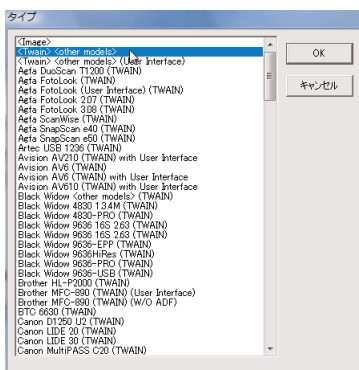 タイプ
<Image>
<Twain> <other models>
<Twain> <other models> (User Interface)
Agfa DuoScan T1200 (TWAIN)
Agfa FotoLook (TWAIN)
Agfa FotoLook (User Interface) (TWAIN)
Agfa FotoLook 2.07 (TWAIN)
Agfa FotoLook 3.08 (TWAIN)
Agfa ScanWise (TWAIN)
Agfa SnapScan e40 (TWAIN)
Agfa SnapScan e50 (TWAIN)
Artec USB 1236 (TWAIN)
Avision AV210 (TWAIN) with User Interface
Avision AV6 (TWAIN)
Avision AV6 (TWAIN) with User Interface
Avision AV610 (TWAIN) with User Interface
Black Widow <other models> (TWAIN)
Black Widow 4830 1.3.4M (TWAIN)
Black Widow 4830-PRO (TWAIN)
Black Widow 9636 16S 2.63 (TWAIN)
Black Widow 9636 16S 2.63 (TWAIN)
Black Widow 9636-EPP (TWAIN)
Black Widow 9636HiRes (TWAIN)
Black Widow 9636-PRO (TWAIN)
Black Widow 9636-USB (TWAIN)
Brother HL-P2000 (TWAIN)
Brother MFC-890 (TWAIN) (User Interface)
Brother MFC-890 (TWAIN) (W/O ADF)
BTC 6630 (TWAIN)
Canon D1250 U2 (TWAIN)
Canon LIDE 20 (TWAIN)
Canon LIDE 30 (TWAIN)
Canon MultiPASS C20 (TWAIN)
OK
キャンセル